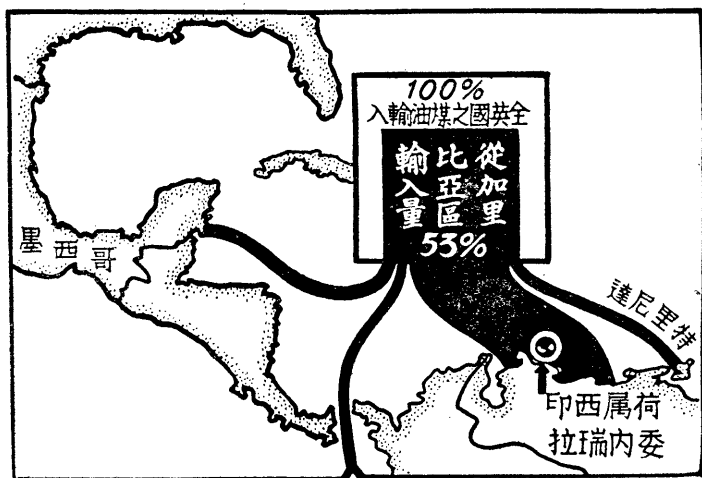 100%
全英國之煤油輸入
從加里
比亞區
輸入量
53%
墨西哥
特里尼達
荷属西印
委內瑞拉